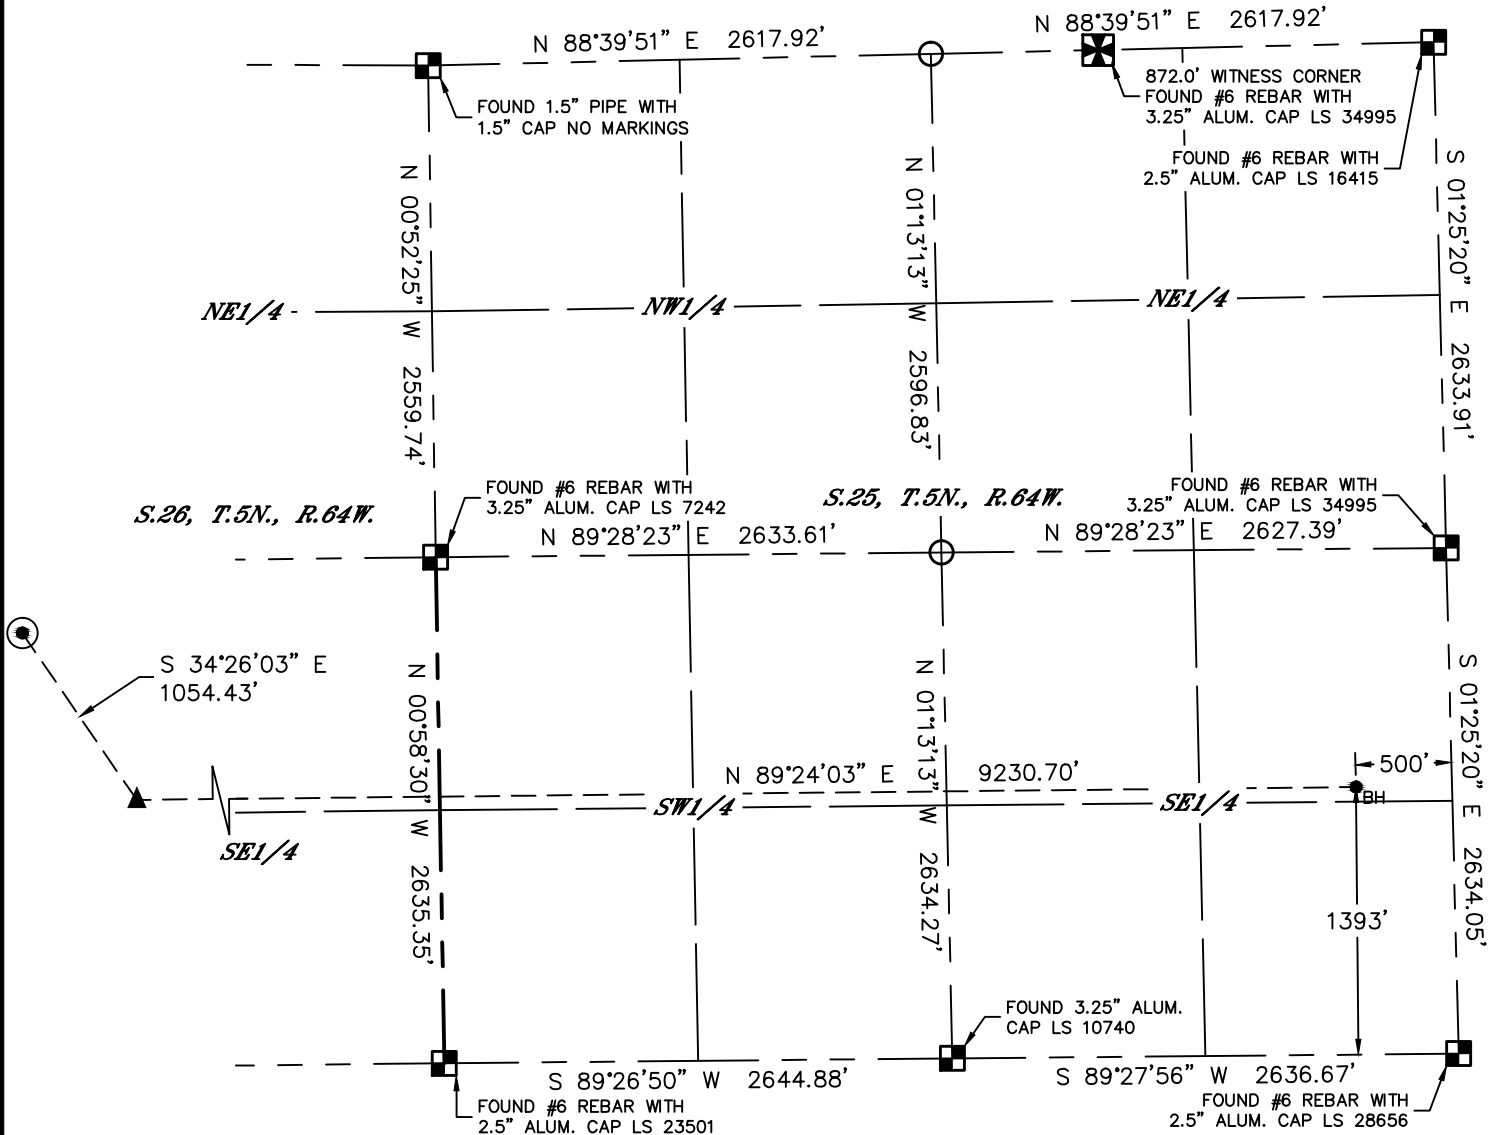 N 88°39'51" E 2617.92'
N 88°39'51" E 2617.92'
FOUND 1.5" PIPE WITH
1.5" CAP NO MARKINGS
872.0' WITNESS CORNER
FOUND #6 REBAR WITH
3.25" ALUM. CAP LS 34995
FOUND #6 REBAR WITH
2.5" ALUM. CAP LS 16415
N 00°52'25" W 2559.74'
N 01°13'13" W 2596.83'
S 01°25'20" E 2633.91'
NE1/4
NW1/4
NE1/4
S.26, T.5N., R.64W.
FOUND #6 REBAR WITH
3.25" ALUM. CAP LS 7242
S.25, T.5N., R.64W.
FOUND #6 REBAR WITH
3.25" ALUM. CAP LS 34995
N 89°28'23" E 2633.61'
N 89°28'23" E 2627.39'
S 34°26'03" E
1054.43'
N 00°58'30" W 2635.35'
N 01°13'13" W 2634.27'
S 01°25'20" E 2634.05'
N 89°24'03" E 9230.70'
500'
BH
SE1/4
SW1/4
SE1/4
1393'
FOUND 3.25" ALUM.
CAP LS 10740
S 89°26'50" W 2644.88'
S 89°27'56" W 2636.67'
FOUND #6 REBAR WITH
2.5" ALUM. CAP LS 23501
FOUND #6 REBAR WITH
2.5" ALUM. CAP LS 28656